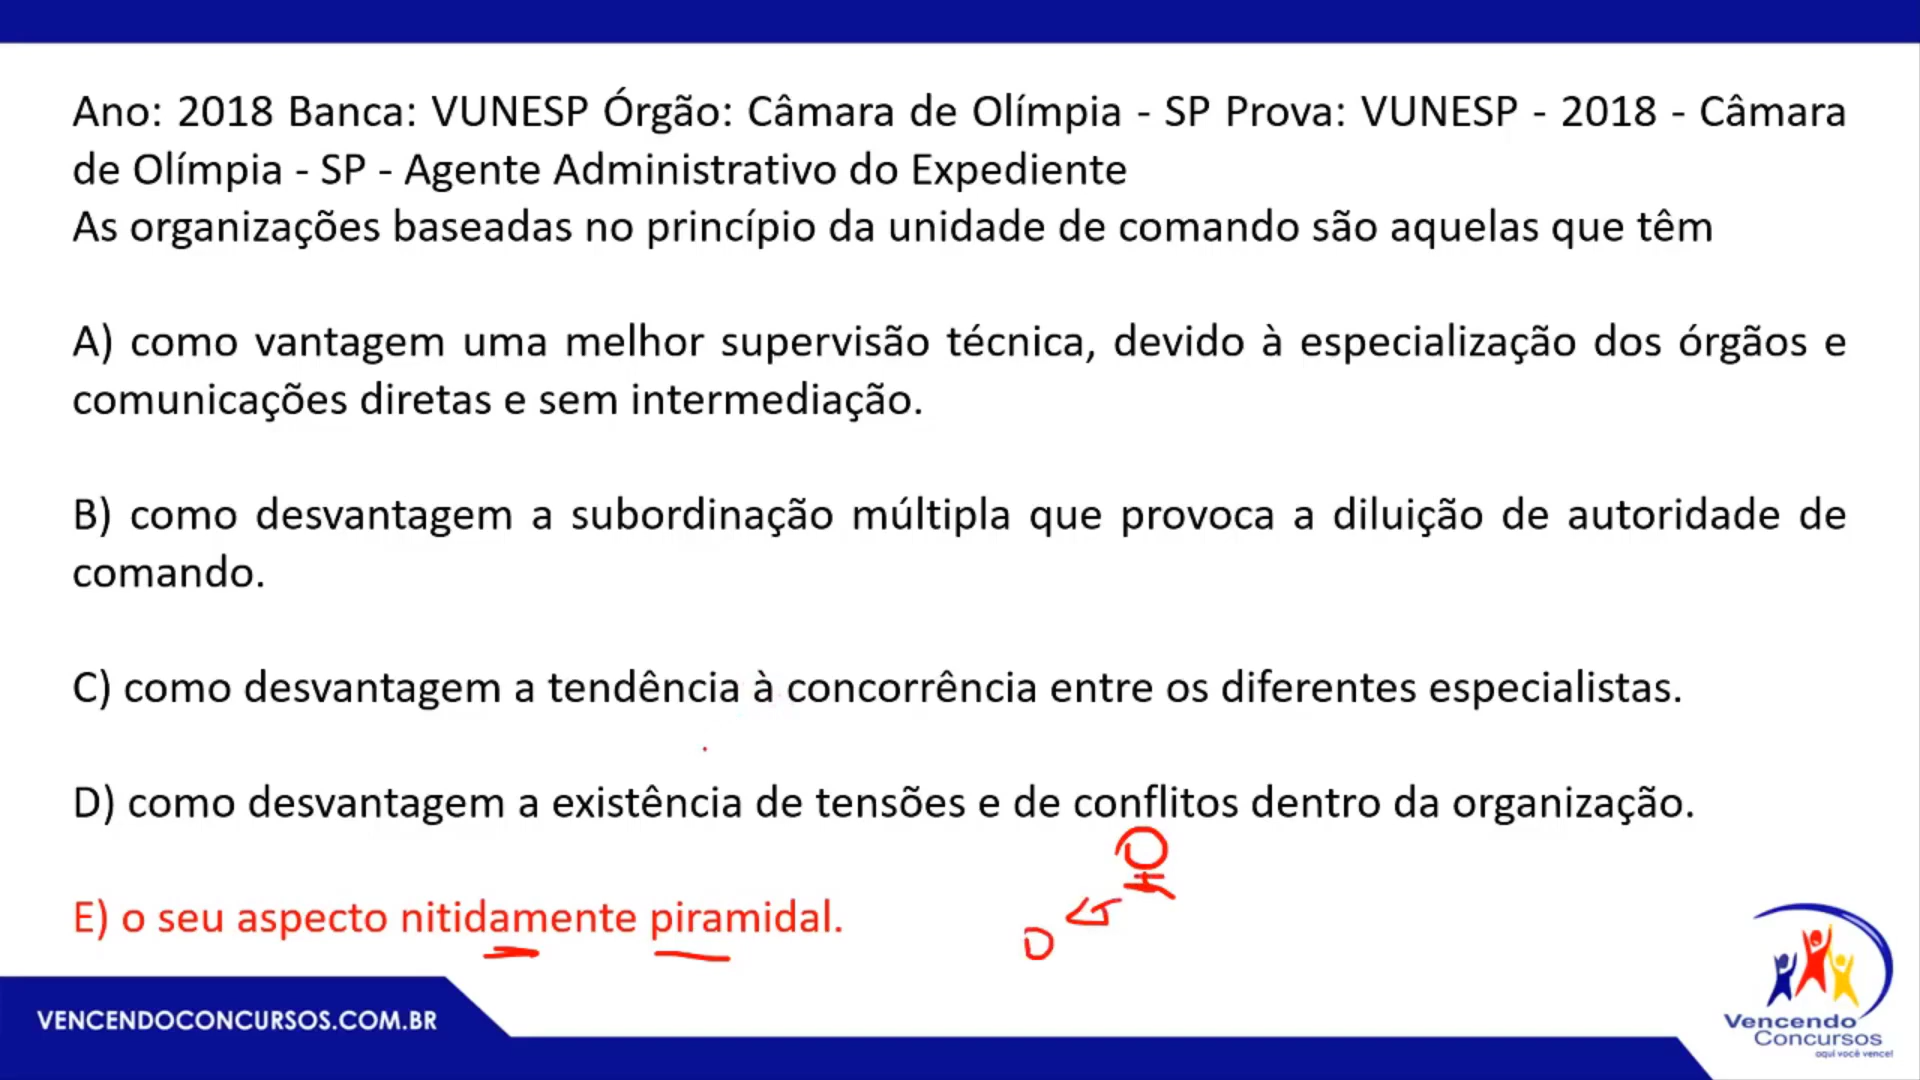 Ano: 2018 Banca: VUNESP Órgão: Câmara de Olímpia - SP Prova: VUNESP - 2018 - Câmara
de Olímpia - SP - Agente Administrativo do Expediente
As organizações baseadas no princípio da unidade de comando são aquelas que têm
A) como vantagem uma melhor supervisão técnica, devido à especialização dos órgãos e
comunicações diretas e sem intermediação.
B) como desvantagem a subordinação múltipla que provoca a diluição de autoridade de
comando.
C) como desvantagem a tendência à concorrência entre os diferentes especialistas.
D) como desvantagem a existência de tensões e de conflitos dentro da organização.
E) o seu aspecto nitidamente piramidal.
VENCENDOCONCURSOS.COM.BR
Vencendo
Concursos
aqui você vence!